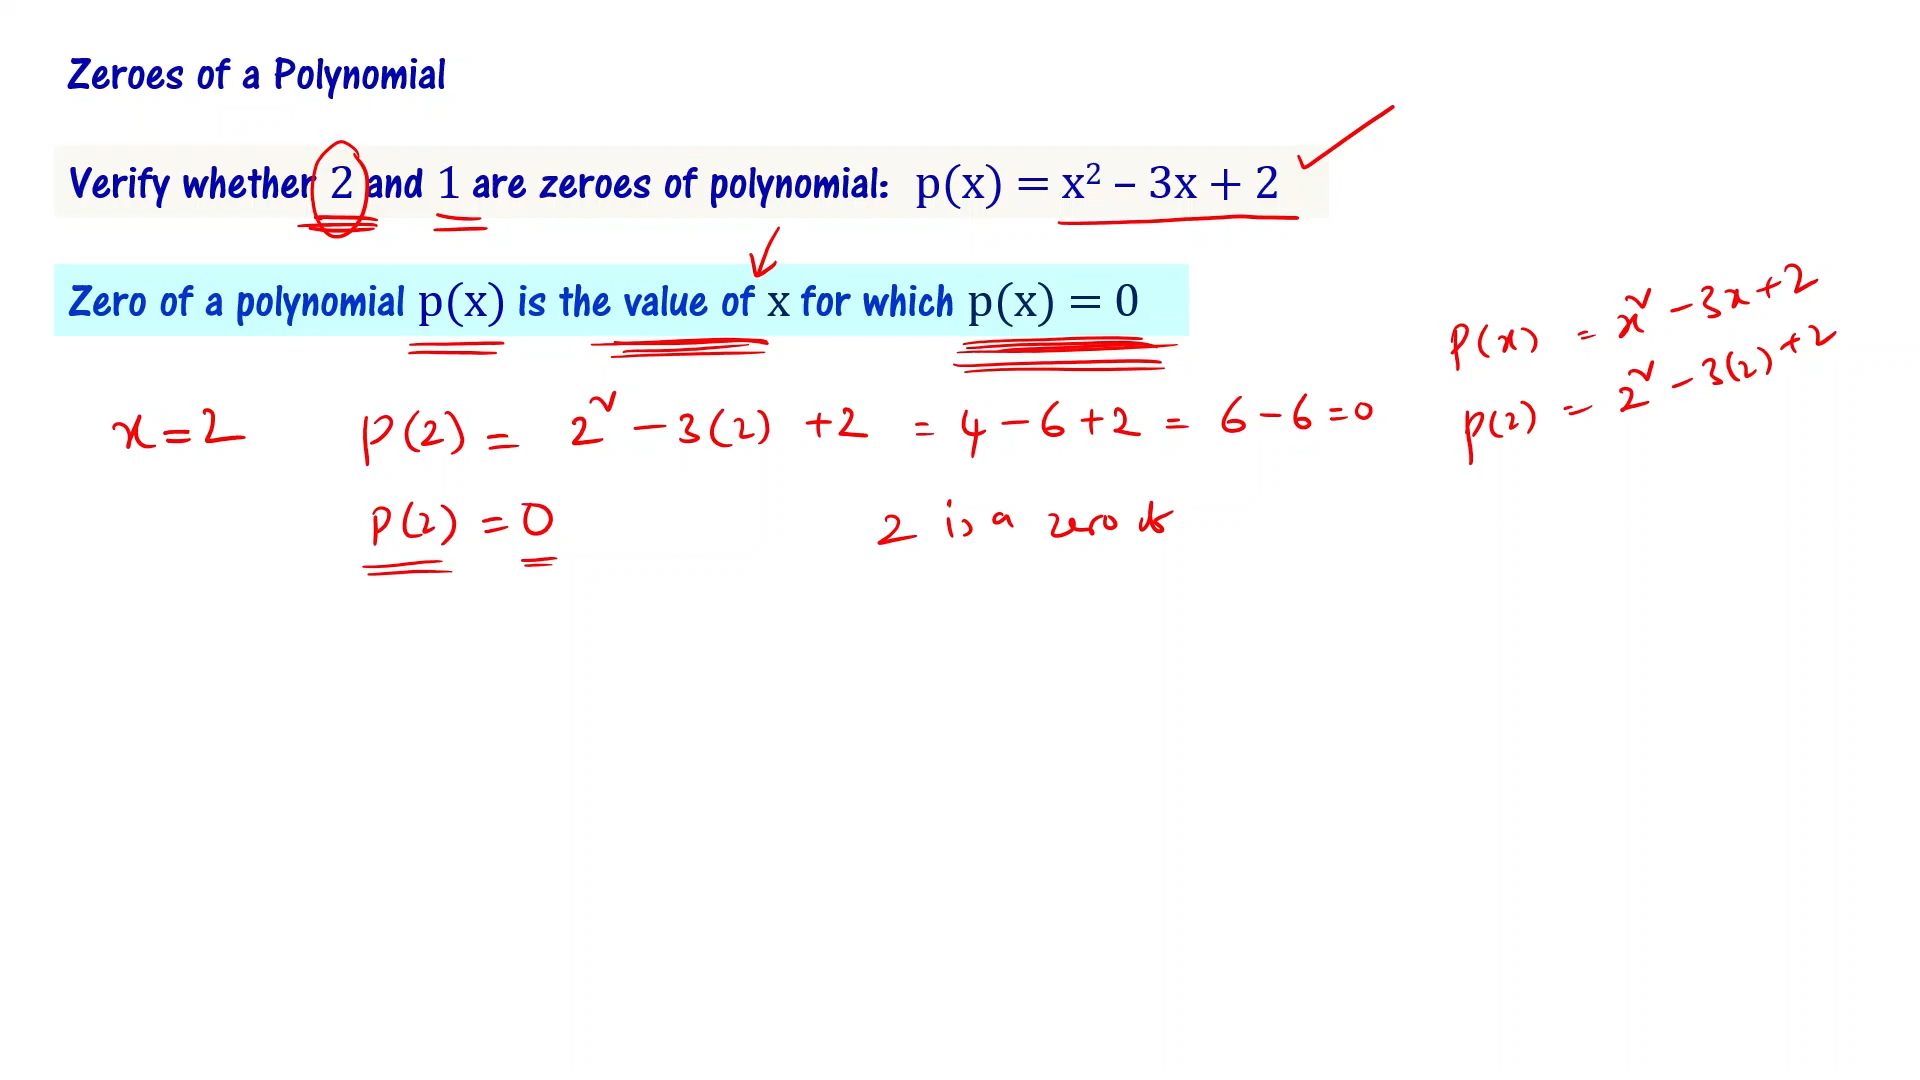 Zeroes of a Polynomial
Verify whether 2 and 1 are zeroes of polynomial: p(x) = x² – 3x + 2
Zero of a polynomial p(x) is the value of x for which p(x) = 0
P(x) = x² - 3x + 2
p(2) = 2² - 3(2) + 2
x = 2 P(2) = 2² - 3(2) + 2 = 4 - 6 + 2 = 6 - 6 = 0
P(2) = 0 2 is a zero